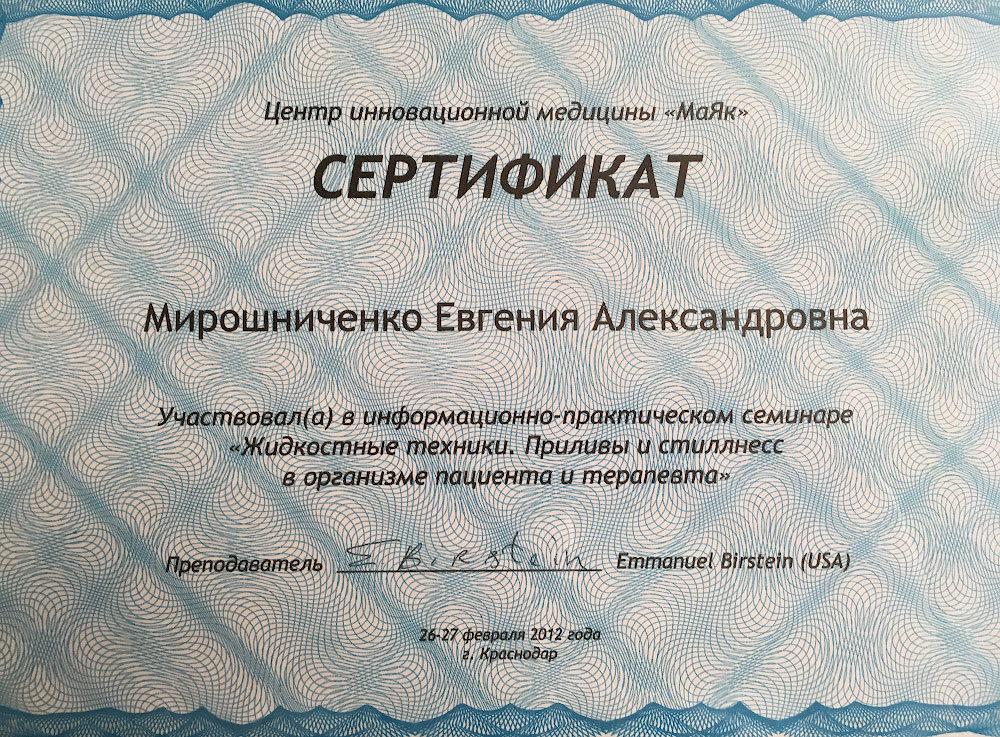 Центр инновационной медицины «МаЯк»
СЕРТИФИКАТ
Мирошниченко Евгения Александровна
Участвовал(а) в информационно-практическом семинаре
«Жидкостные техники. Приливы и стиллнесс
в организме пациента и терапевта»
Преподаватель E Birstein Emmanuel Birstein (USA)
26-27 февраля 2012 года
г. Краснодар